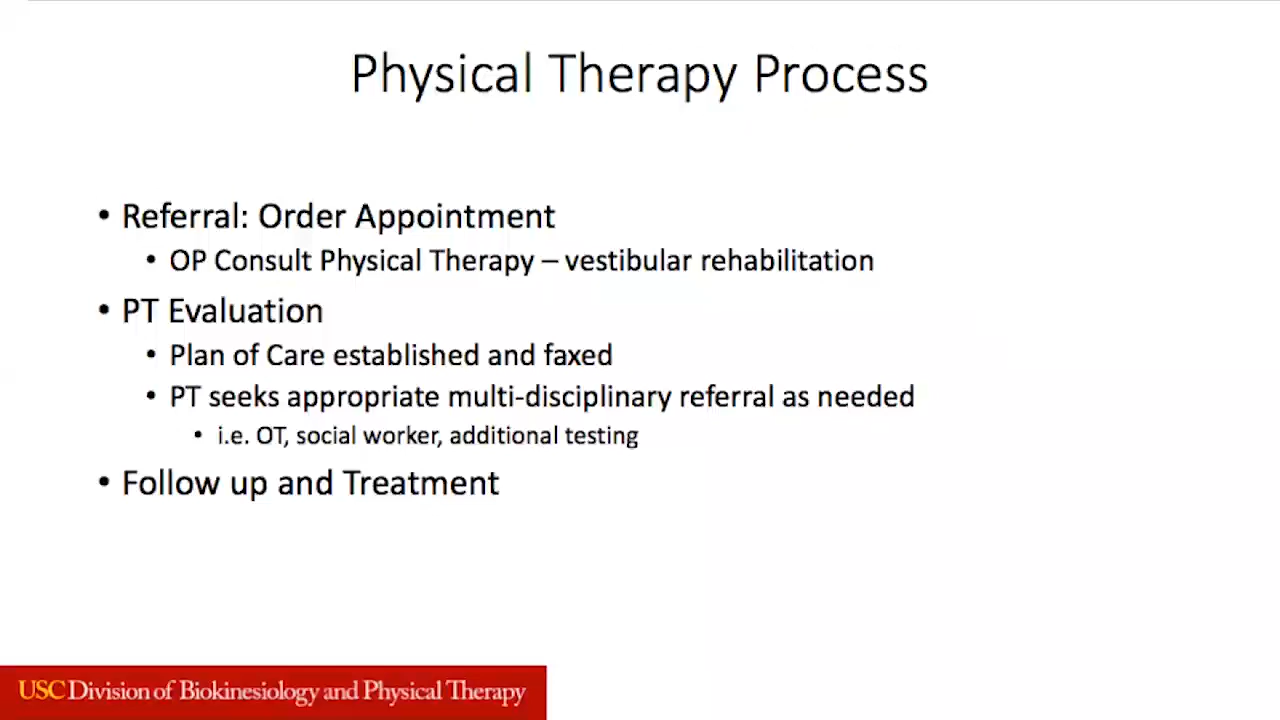 Physical Therapy Process
• Referral: Order Appointment
• OP Consult Physical Therapy – vestibular rehabilitation
• PT Evaluation
• Plan of Care established and faxed
• PT seeks appropriate multi-disciplinary referral as needed
• i.e. OT, social worker, additional testing
• Follow up and Treatment
USC Division of Biokinesiology and Physical Therapy